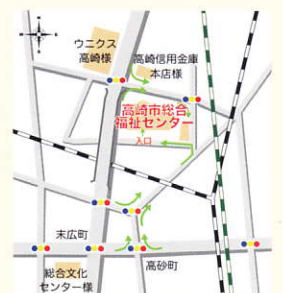 ウニクス
高崎様
高崎信用金庫
本店様
高崎市総合
福祉センター
入口
末広町
高砂町
総合文化
センター様